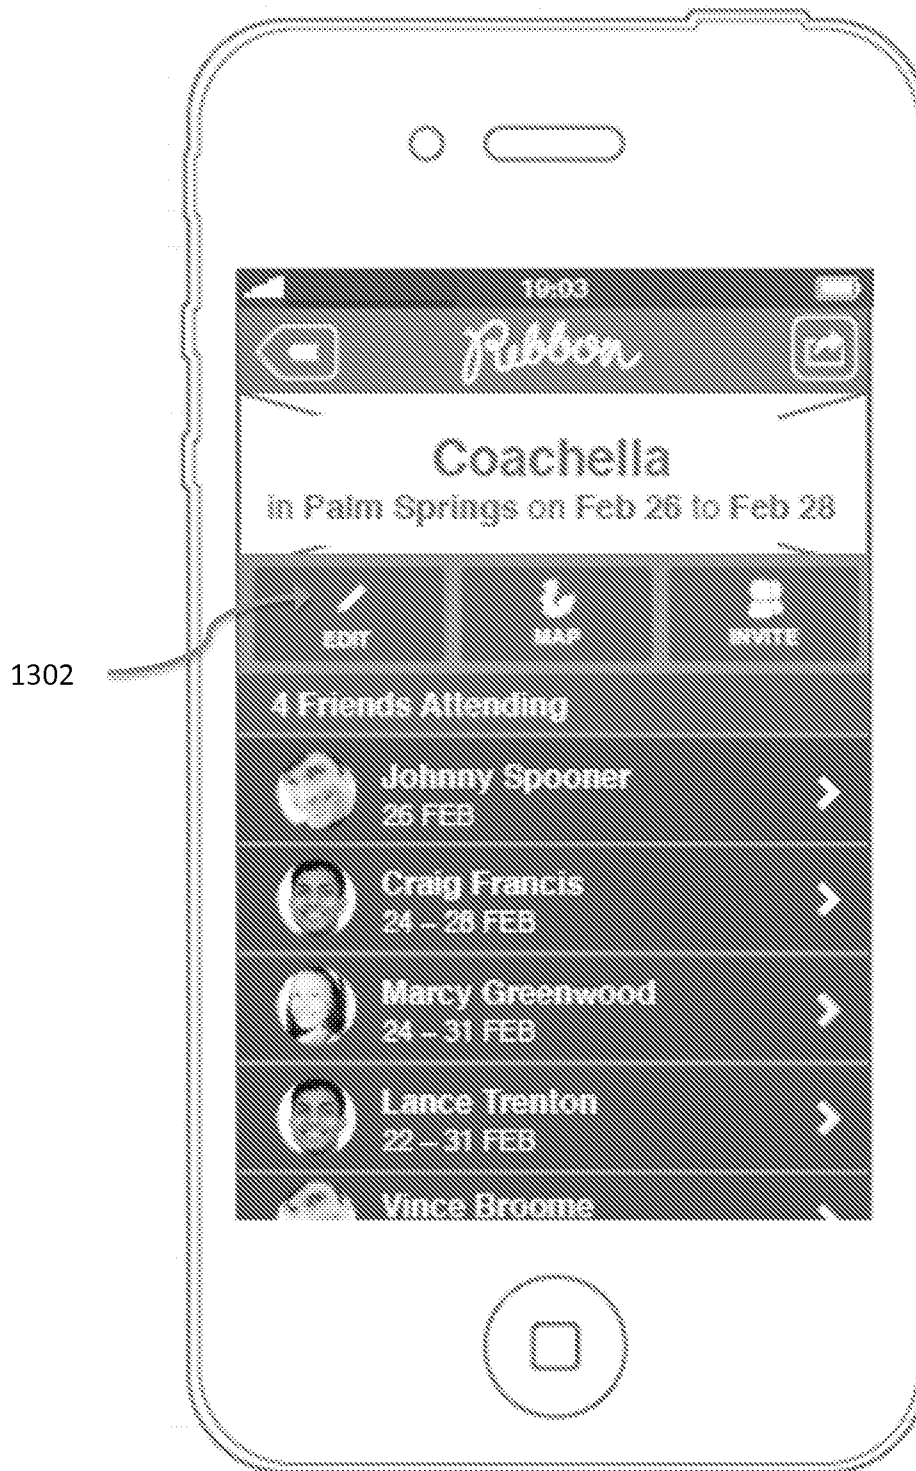 19:03
Ribbon
Coachella
in Palm Springs on Feb 26 to Feb 28
EDIT
MAP
INVITE
1302
4 Friends Attending
Johnny Spooner
26 FEB
Craig Francis
24 – 28 FEB
Marcy Greenwood
24 – 31 FEB
Lance Trenton
22 – 31 FEB
Vince Broome